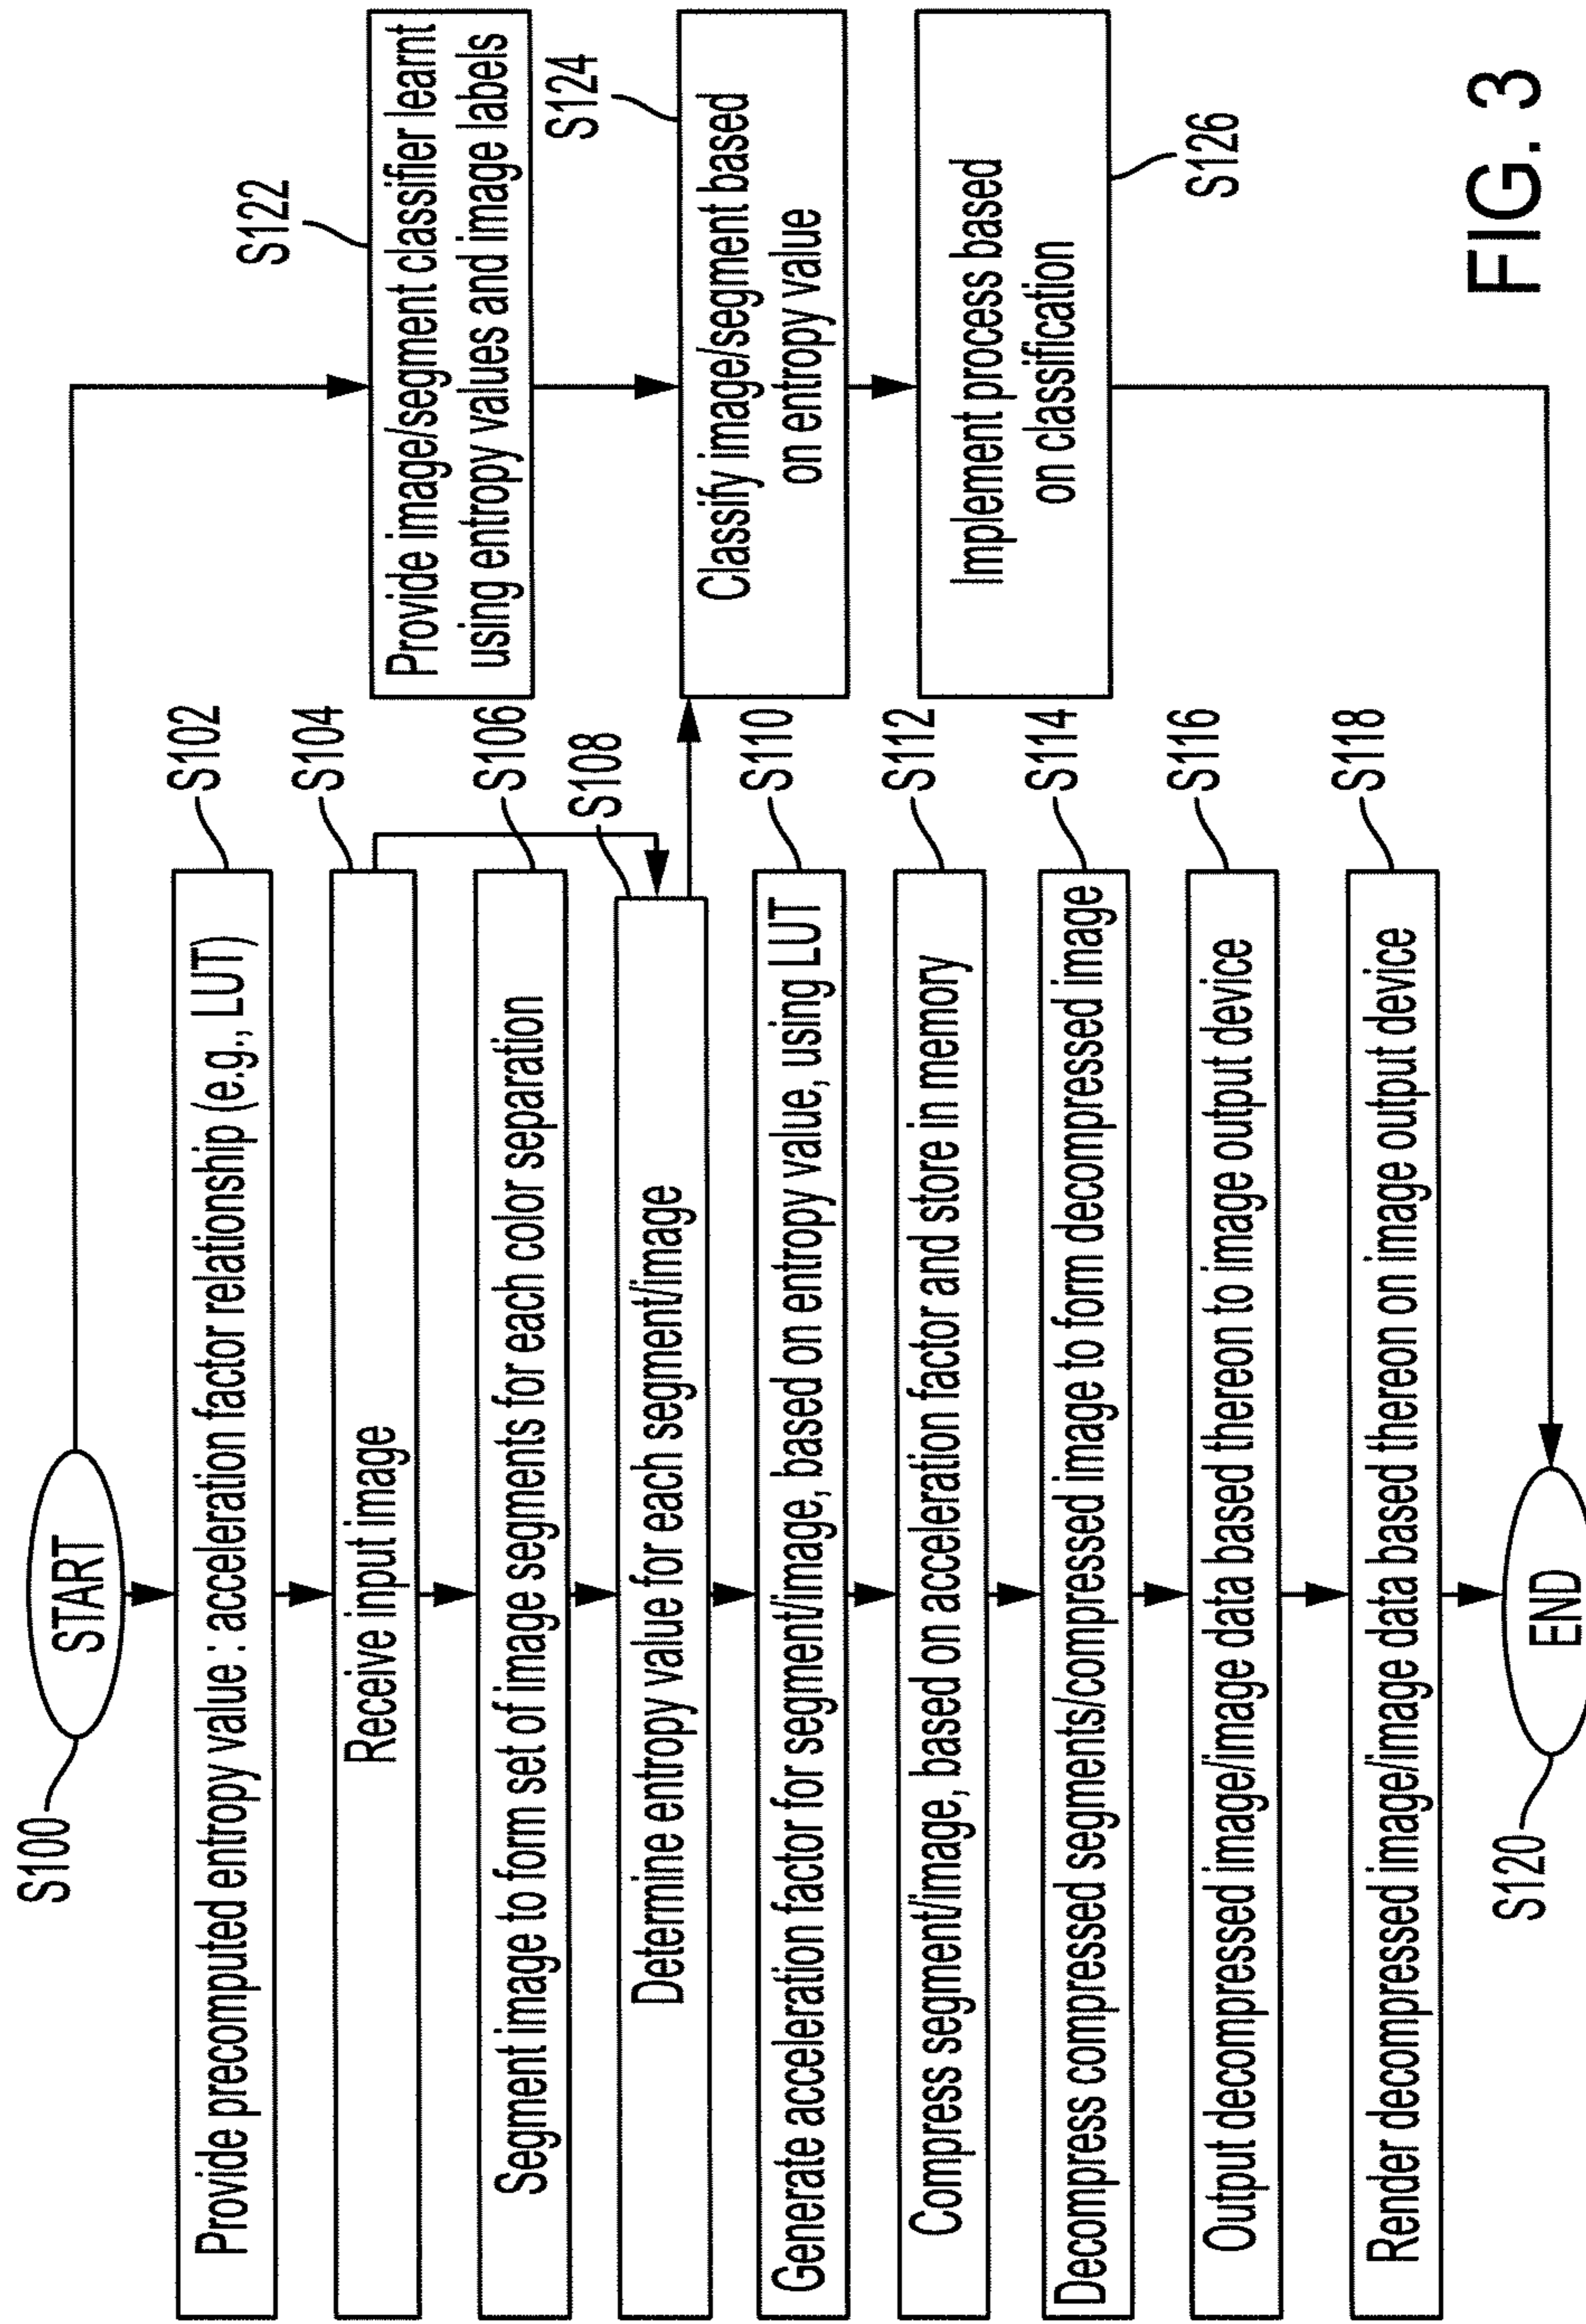 S100
START
Provide precomputed entropy value : acceleration factor relationship (e.g., LUT)
S102
Receive input image
S104
Segment image to form set of image segments for each color separation
S106
Determine entropy value for each segment/image
S108
Generate acceleration factor for segment/image, based on entropy value, using LUT
S110
Compress segment/image, based on acceleration factor and store in memory
S112
Decompress compressed segments/compressed image to form decompressed image
S114
Output decompressed image/image data based thereon to image output device
S116
Render decompressed image/image data based thereon on image output device
S118
END
S120
S122
Provide image/segment classifier learnt
using entropy values and image labels
S124
Classify image/segment based
on entropy value
Implement process based
on classification
S126
FIG. 3